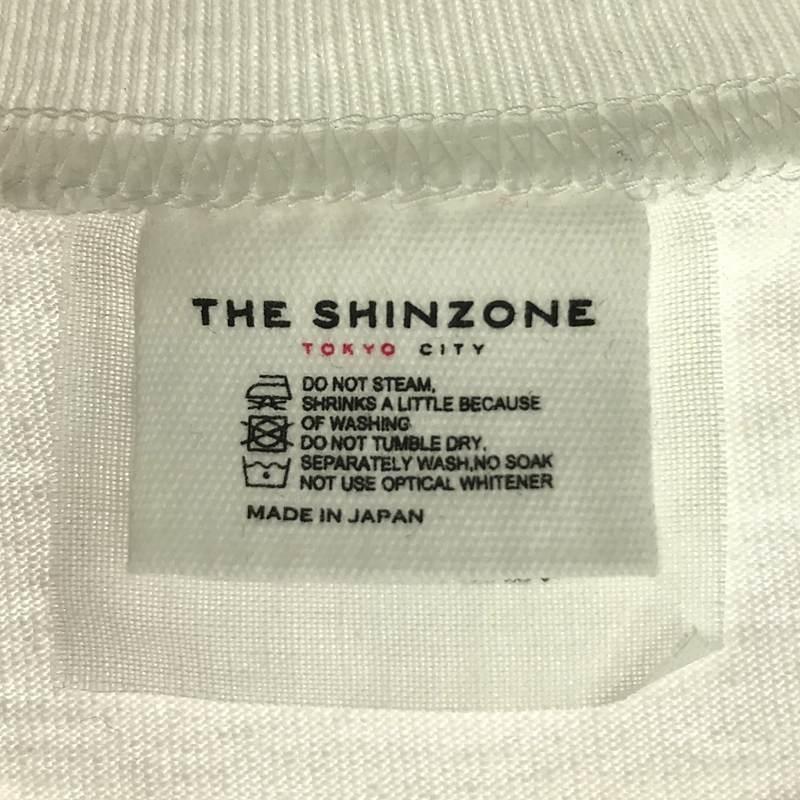 THE SHINZONE
TOKYO CITY
DO NOT STEAM,
SHRINKS A LITTLE BECAUSE
OF WASHING
DO NOT TUMBLE DRY,
SEPARATELY WASH,NO SOAK
NOT USE OPTICAL WHITENER
MADE IN JAPAN